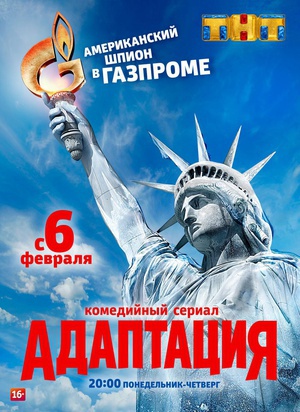 АМЕРИКАНСКИЙ
ШПИОН
В ГАЗПРОМЕ
ТНТ
С 6
февраля
комедийный сериал
АДАПТАЦИЯ
20:00 ПОНЕДЕЛЬНИК-ЧЕТВЕРГ
16+